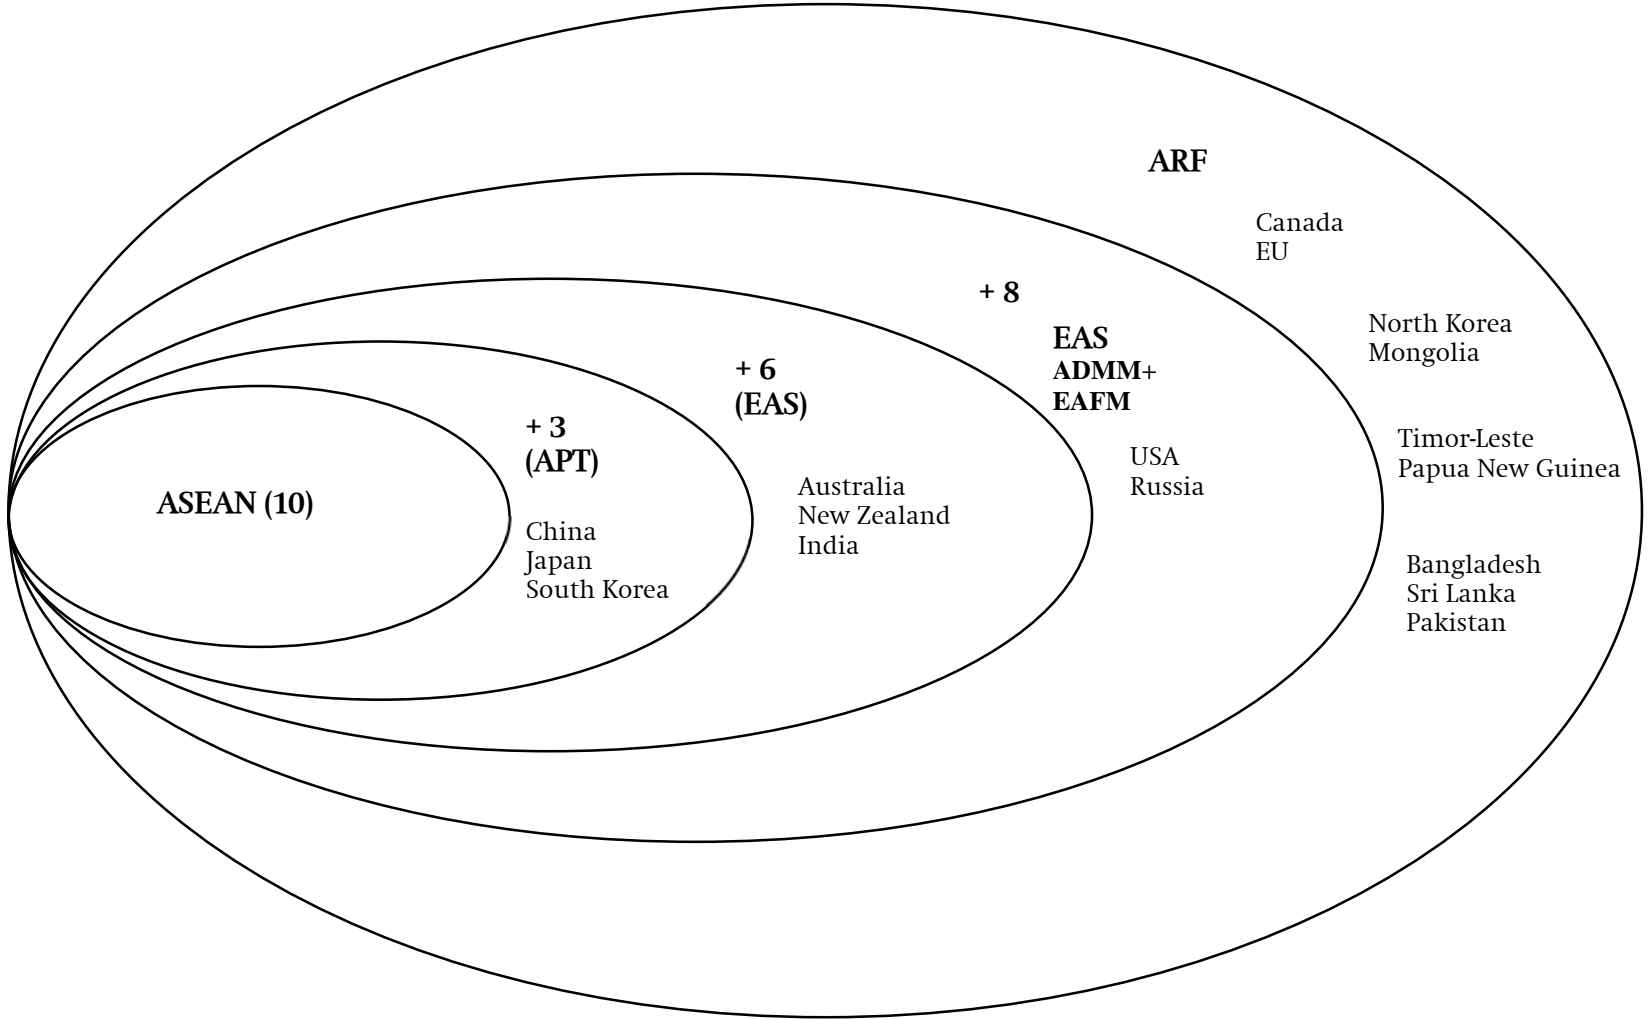 ASEAN (10)
+ 3
(APT)
China
Japan
South Korea
+ 6
(EAS)
Australia
New Zealand
India
+ 8
EAS
ADMM+
EAFM
USA
Russia
ARF
Canada
EU
North Korea
Mongolia
Timor-Leste
Papua New Guinea
Bangladesh
Sri Lanka
Pakistan